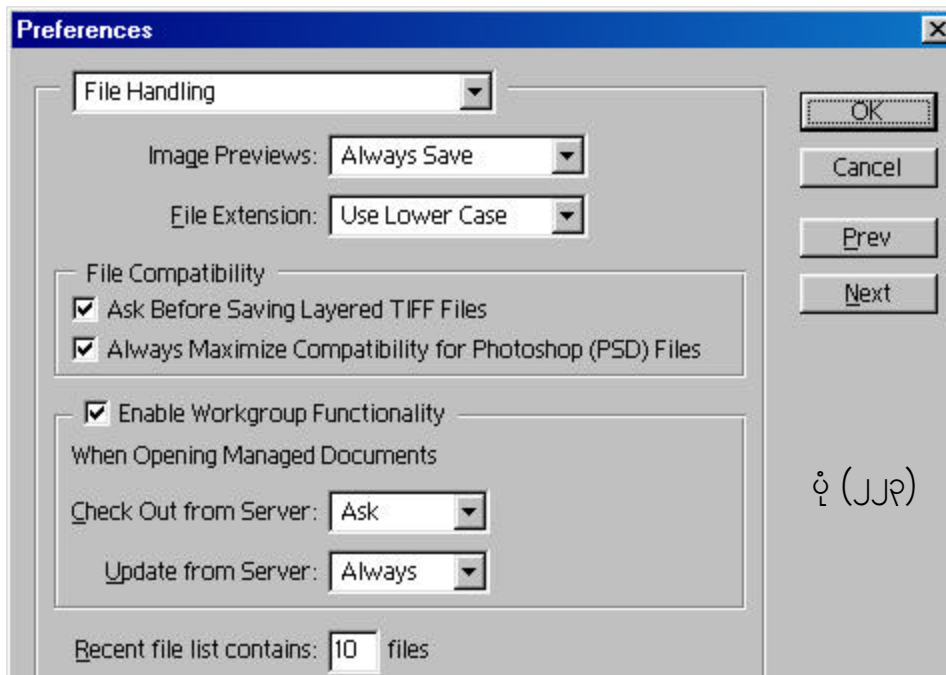 Preferences
File Handling
OK
Image Previews: Always Save
Cancel
File Extension: Use Lower Case
Prev
File Compatibility
Next
Ask Before Saving Layered TIFF Files
Always Maximize Compatibility for Photoshop (PSD) Files
Enable Workgroup Functionality
When Opening Managed Documents
ပုံ (၂၂၃)
Check Out from Server: Ask
Update from Server: Always
Recent file list contains: 10 files